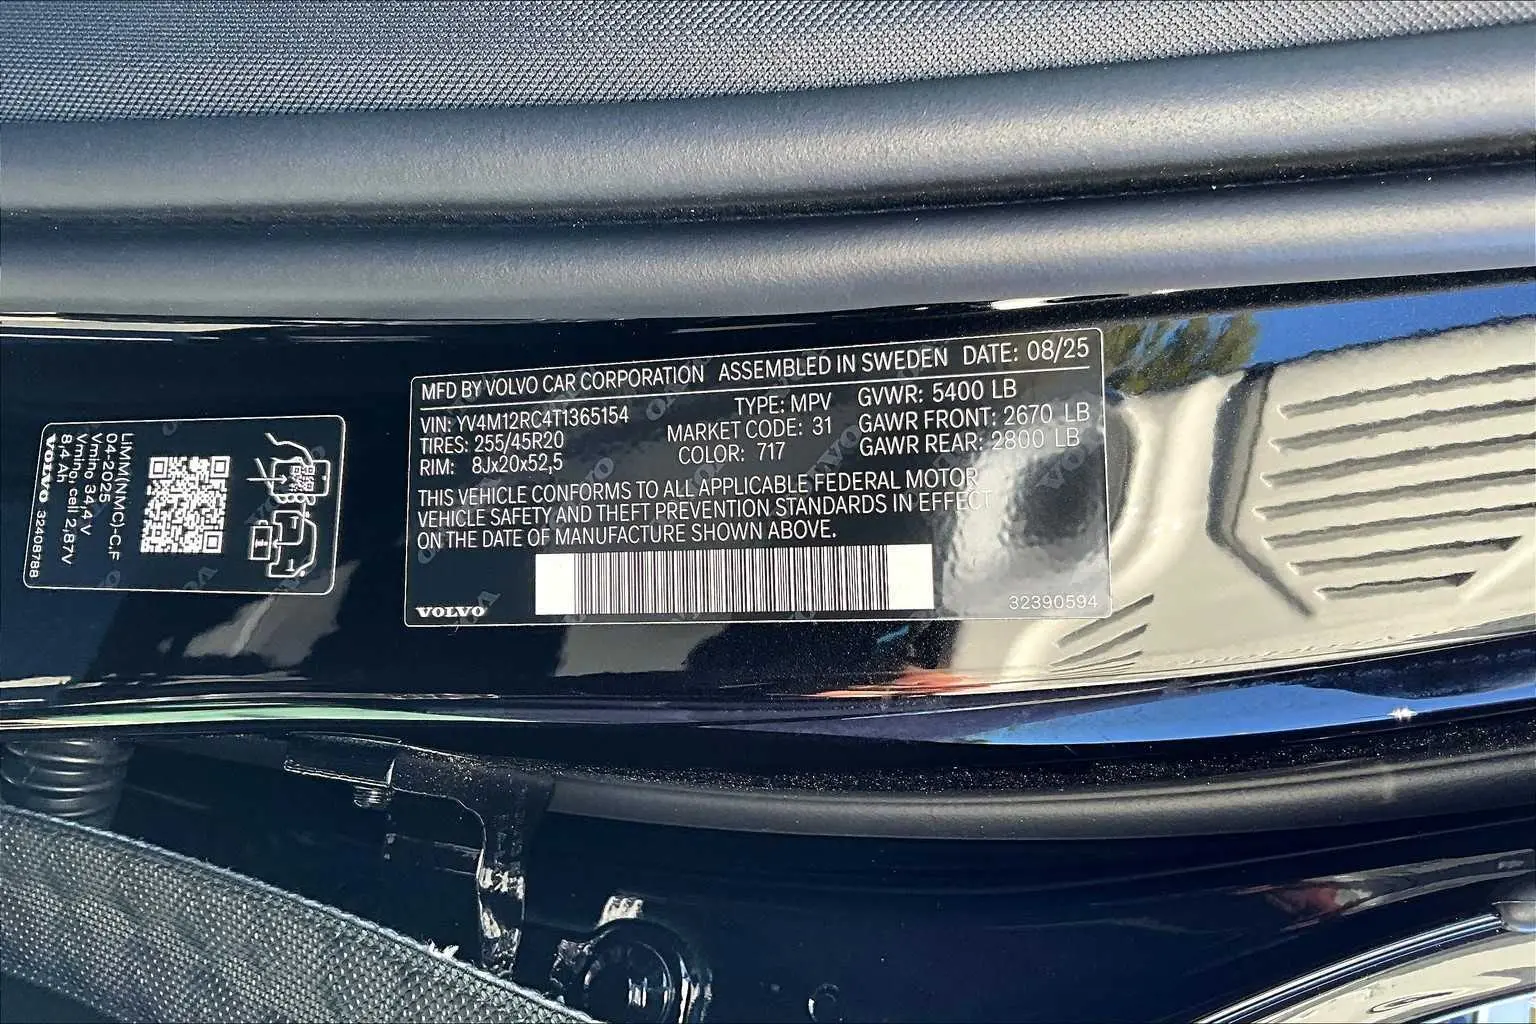 MFD BY VOLVO CAR CORPORATION ASSEMBLED IN SWEDEN DATE: 08/25
VIN: YV4M12RC4T1365154 TYPE: MPV GVWR: 5400 LB
TIRES: 255/45R20 MARKET CODE: 31 GAWR FRONT: 2670 LB
RIM: 8Jx20x52,5 COLOR: 717 GAWR REAR: 2800 LB
THIS VEHICLE CONFORMS TO ALL APPLICABLE FEDERAL MOTOR
VEHICLE SAFETY AND THEFT PREVENTION STANDARDS IN EFFECT
ON THE DATE OF MANUFACTURE SHOWN ABOVE.
VOLVO 32390594
LIM(M(NMC)-C,F
04-2025
Vmino 34,4 V
Vmino, cell 2,87V
8,4 Ah
VOLVO 32408788